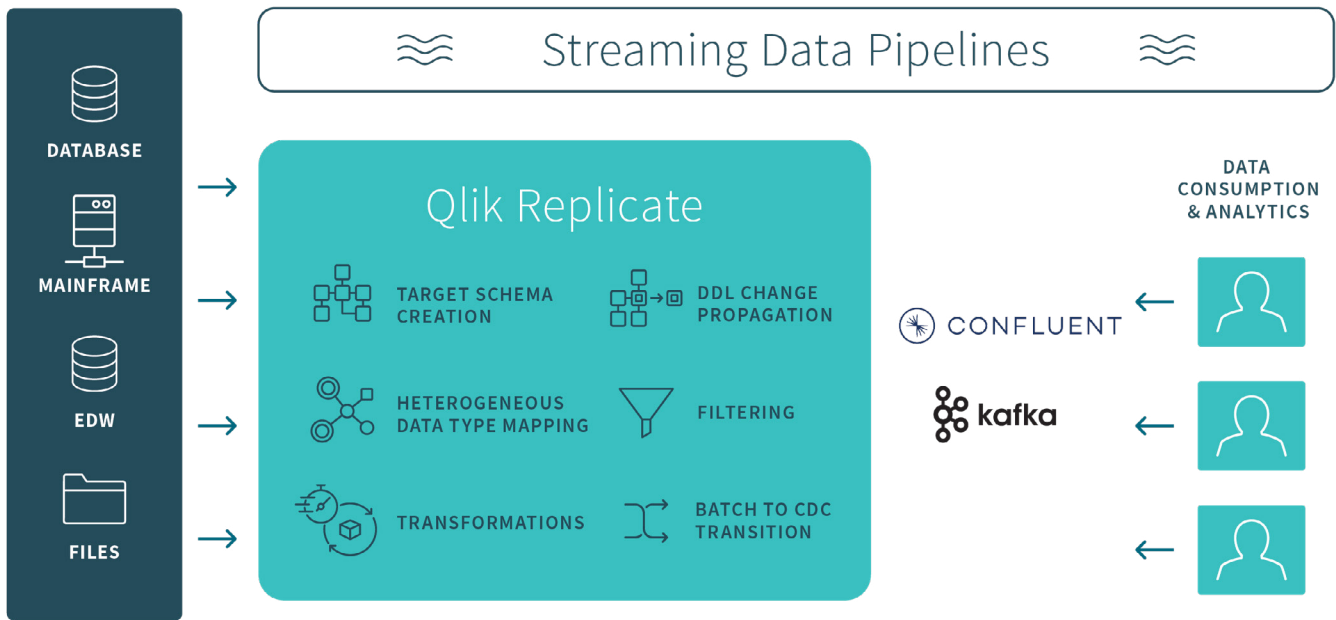 Streaming Data Pipelines
DATABASE
MAINFRAME
EDW
FILES
Qlik Replicate
TARGET SCHEMA
CREATION
DDL CHANGE
PROPAGATION
HETEROGENEOUS
DATA TYPE MAPPING
FILTERING
TRANSFORMATIONS
BATCH TO CDC
TRANSITION
CONFLUENT
kafka
DATA
CONSUMPTION
& ANALYTICS